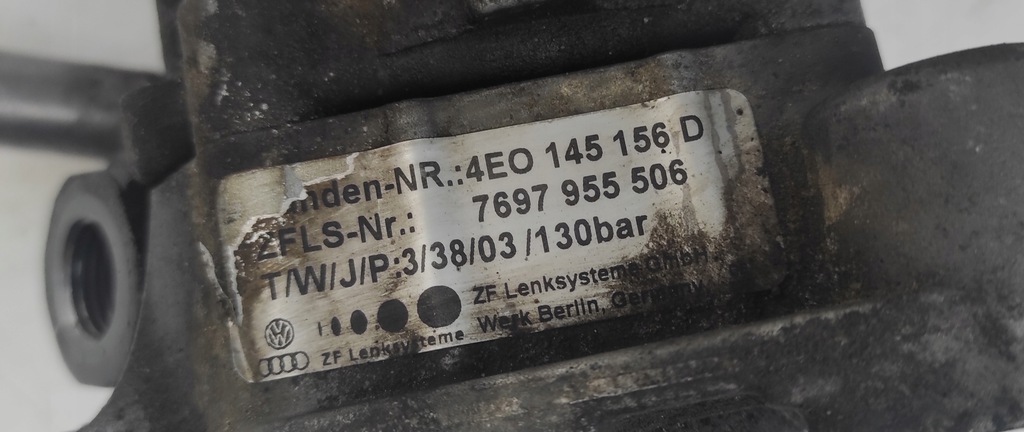 nden-NR.:4EO 145 156 D
ZFLS-Nr.: 7697 955 506
T/W/J/P:3/38/03/130bar
ZF Lenksysteme GmbH.
Werk Berlin, Germany
ZF Lenksysteme